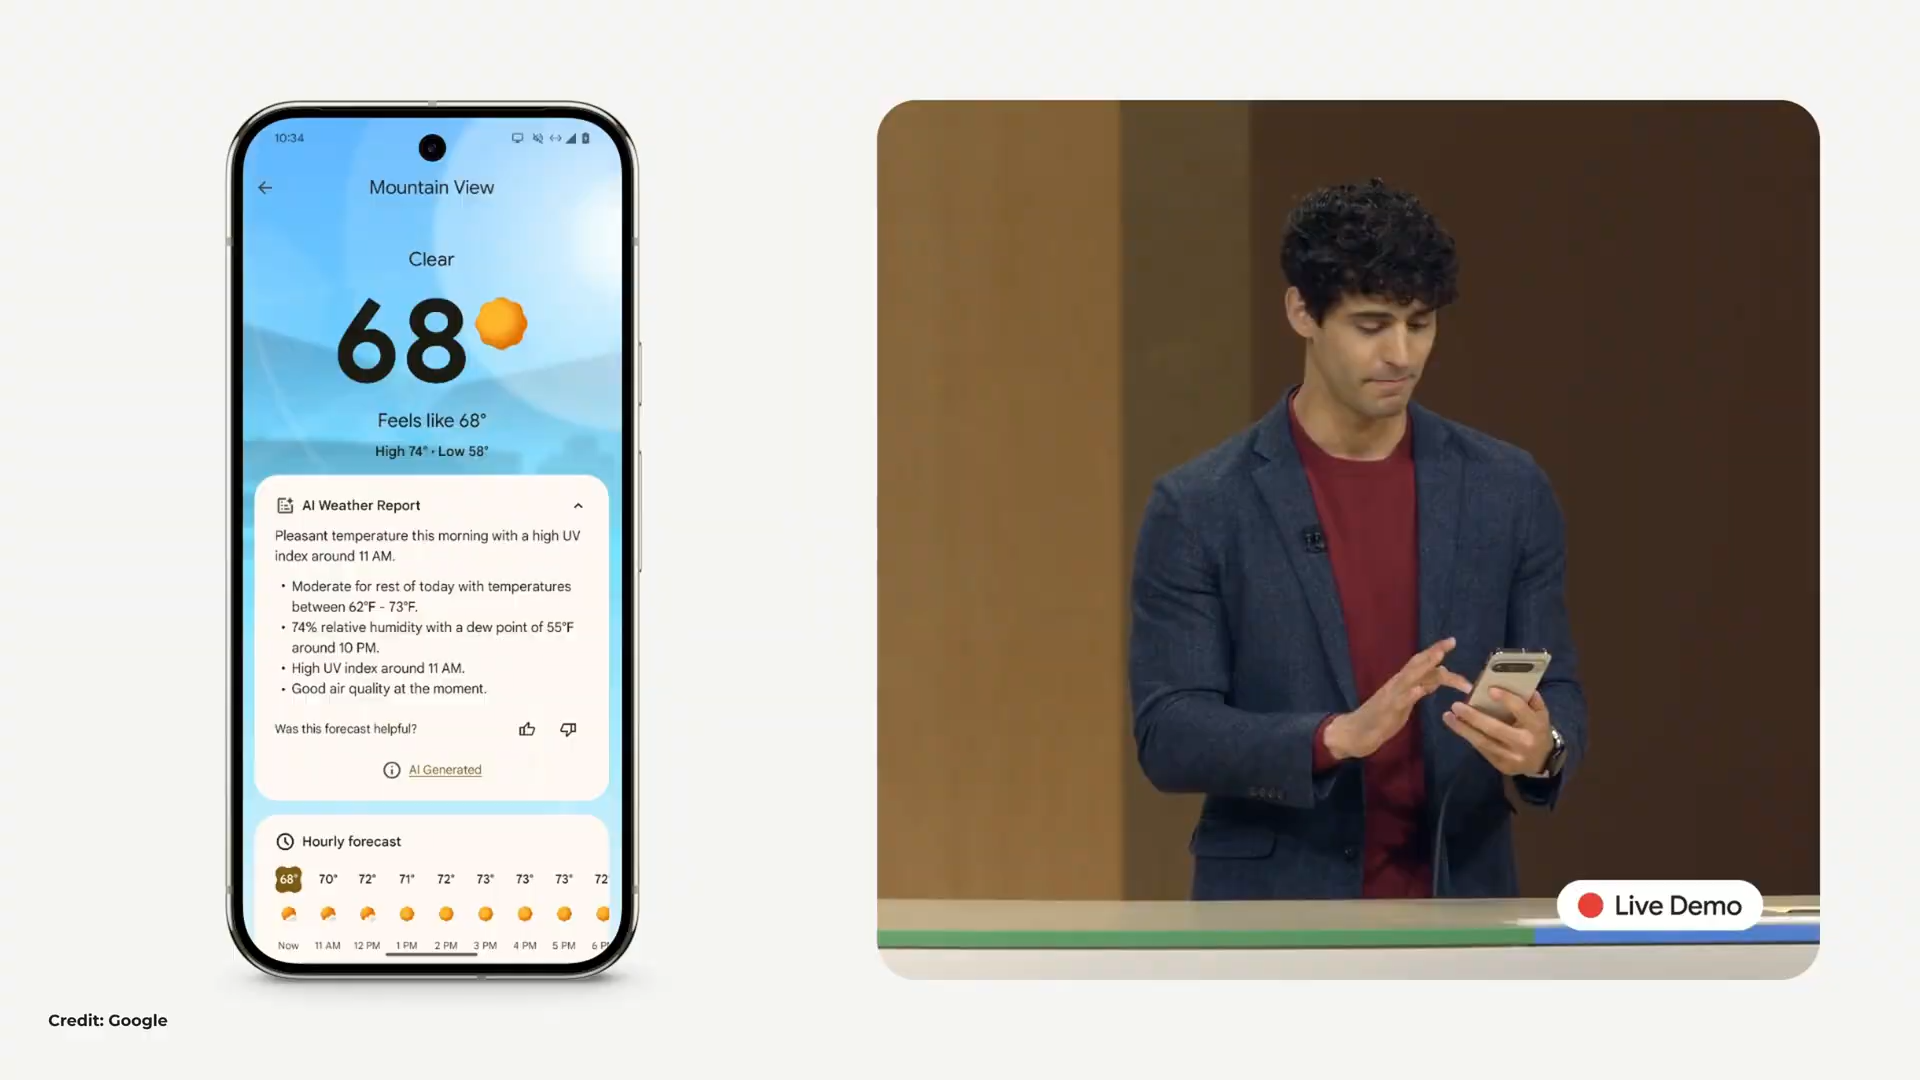 10:34
Mountain View
Clear
68
Feels like 68°
High 74° · Low 58°
AI Weather Report
Pleasant temperature this morning with a high UV
index around 11 AM.
• Moderate for rest of today with temperatures
between 62°F - 73°F.
• 74% relative humidity with a dew point of 55°F
around 10 PM.
• High UV index around 11 AM.
• Good air quality at the moment.
Was this forecast helpful?
AI Generated
Hourly forecast
68° 70° 72° 71° 72° 73° 73° 73° 72
Now 11 AM 12 PM 1 PM 2 PM 3 PM 4 PM 5 PM 6 P
Live Demo
Credit: Google